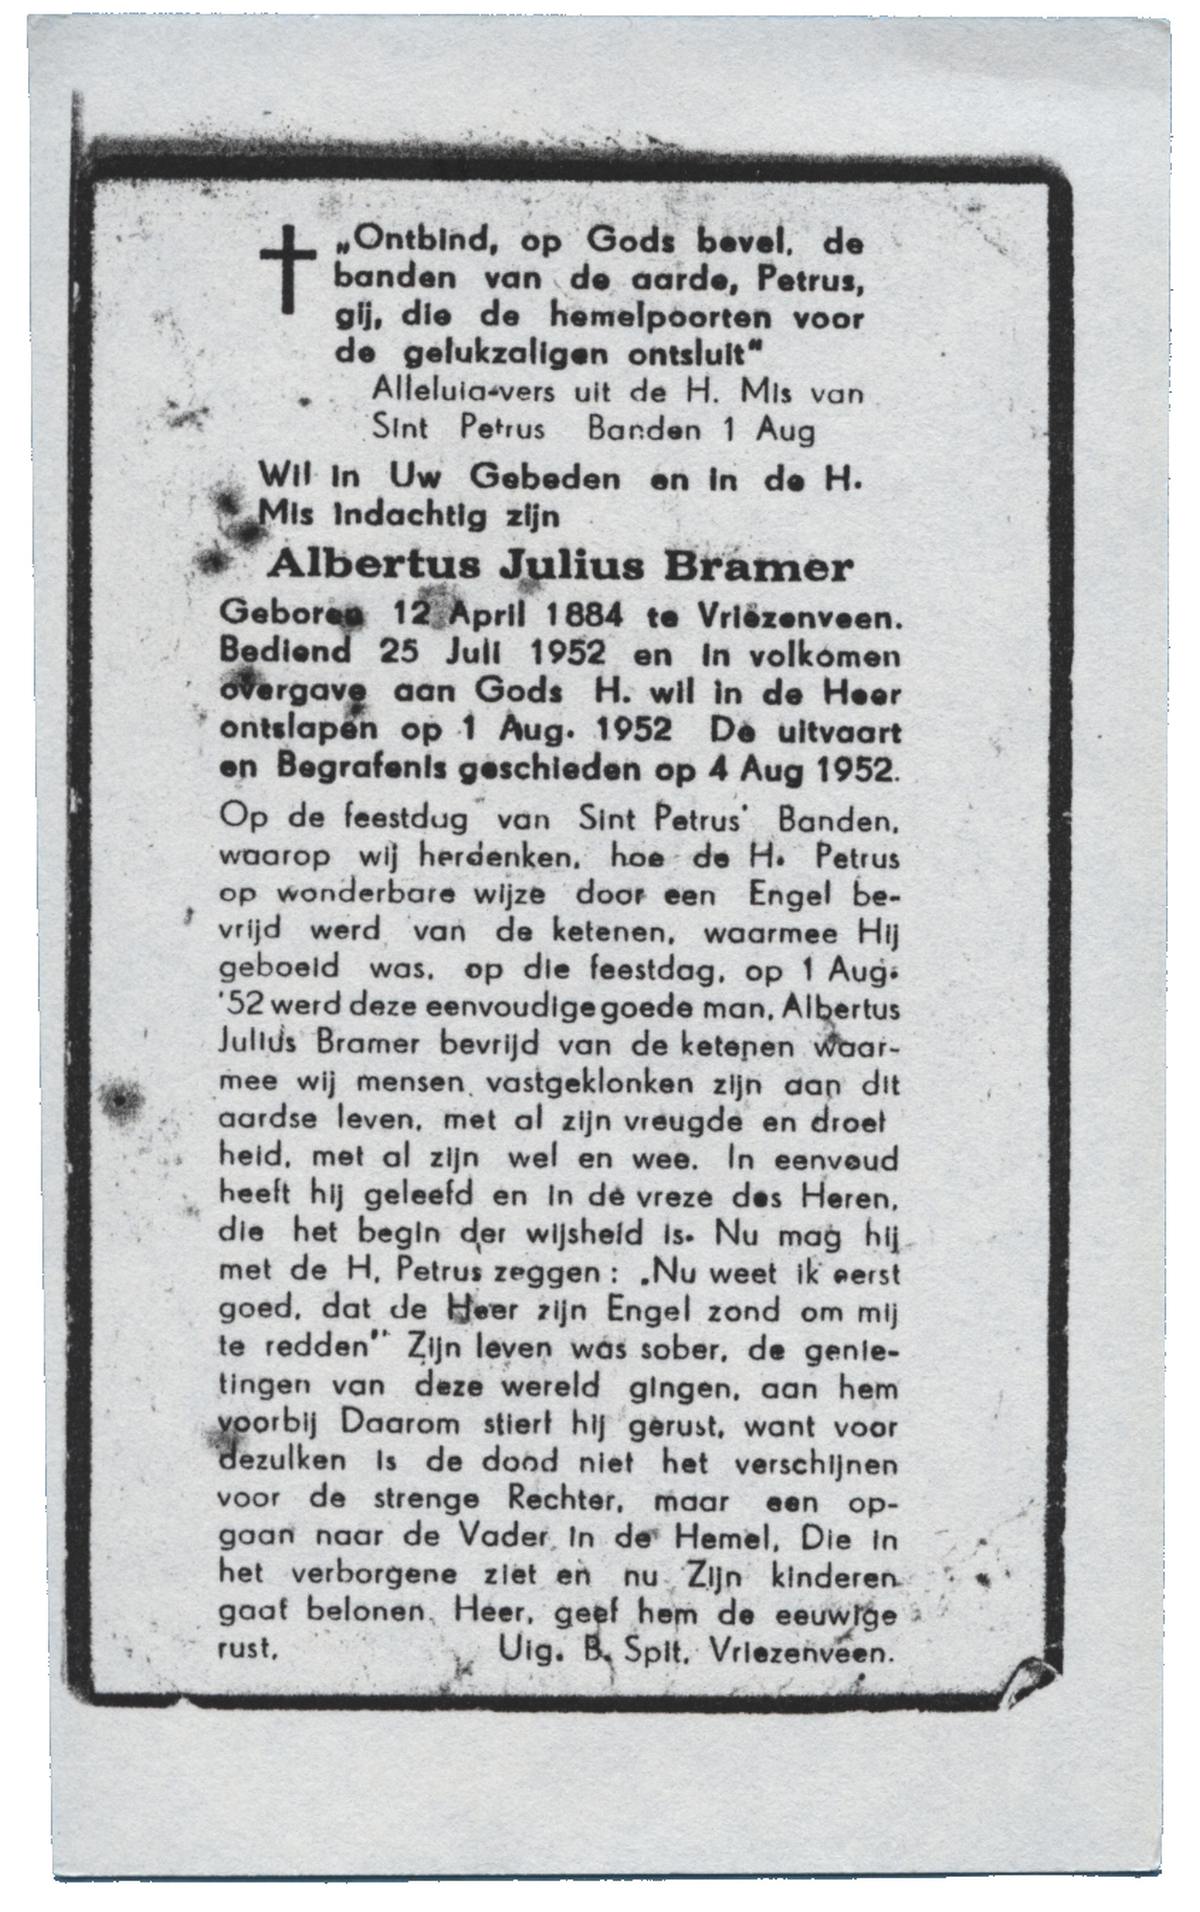 „Ontbind, op Gods bevel, de
banden van de aarde, Petrus,
gij, die de hemelpoorten voor
de gelukzaligen ontsluit"
Alleluia-vers uit de H. Mis van
Sint Petrus Banden 1 Aug
Wil in Uw Gebeden en in de H.
Mis indachtig zijn
Albertus Julius Bramer
Geboren 12 April 1884 te Vriezenveen.
Bediend 25 Juli 1952 en in volkomen
overgave aan Gods H. wil in de Heer
ontslapen op 1 Aug. 1952 De uitvaart
en Begrafenis geschieden op 4 Aug 1952.
Op de feestdag van Sint Petrus' Banden,
waarop wij herdenken, hoe de H. Petrus
op wonderbare wijze door een Engel be-
vrijd werd van de ketenen, waarmee Hij
geboeid was, op die feestdag, op 1 Aug.
'52 werd deze eenvoudige goede man, Albertus
Julius Bramer bevrijd van de ketenen waar-
mee wij mensen vastgeklonken zijn aan dit
aardse leven, met al zijn vreugde en droef
heid, met al zijn wel en wee. In eenvoud
heeft hij geleefd en in de vreze des Heren,
die het begin der wijsheid is. Nu mag hij
met de H. Petrus zeggen: „Nu weet ik eerst
goed, dat de Heer zijn Engel zond om mij
te redden" Zijn leven was sober, de genie-
tingen van deze wereld gingen, aan hem
voorbij Daarom stierf hij gerust, want voor
dezulken is de dood niet het verschijnen
voor de strenge Rechter, maar een op-
gaan naar de Vader in de Hemel, Die in
het verborgene ziet en nu Zijn kinderen
gaat belonen. Heer, geef hem de eeuwige
rust. Uig. B. Spit, Vriezenveen.